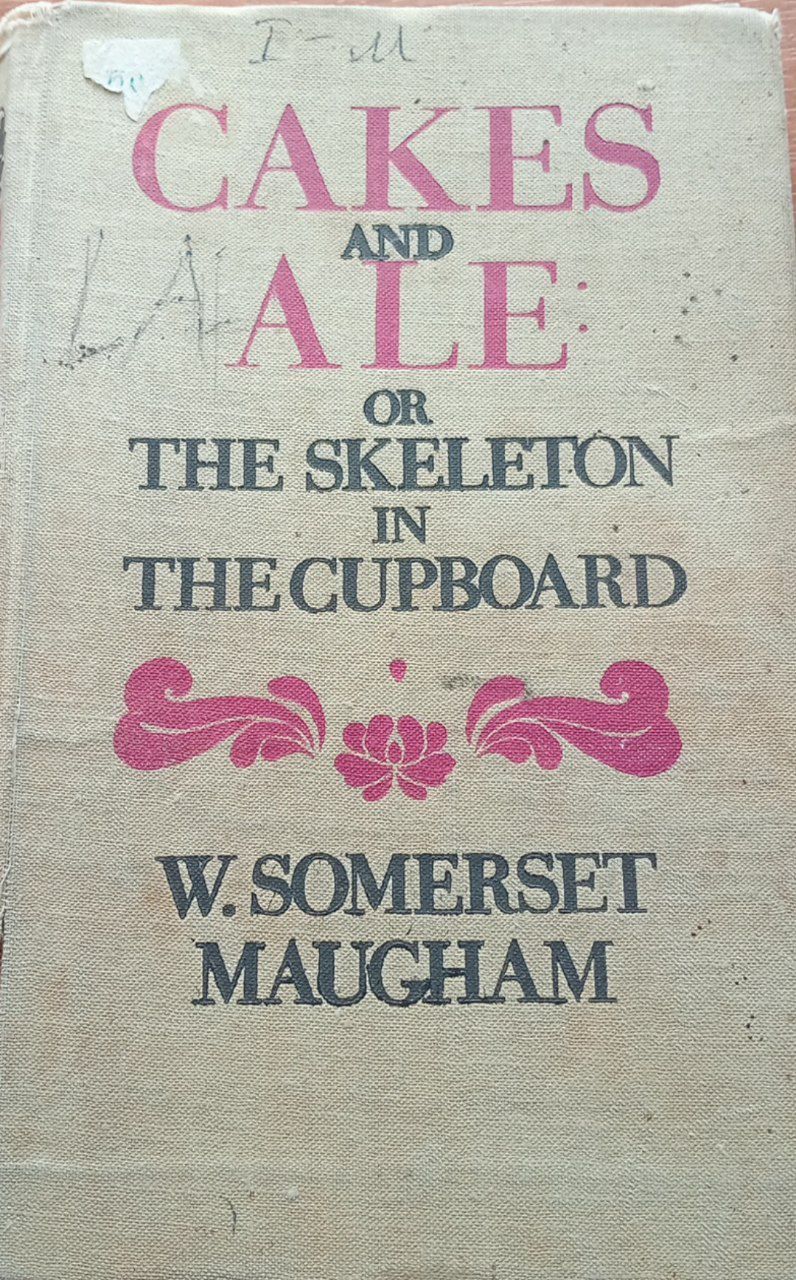 I-M
CAKES
AND
ALE:
OR
THE SKELETON
IN
THE CUPBOARD
W. SOMERSET
MAUGHAM